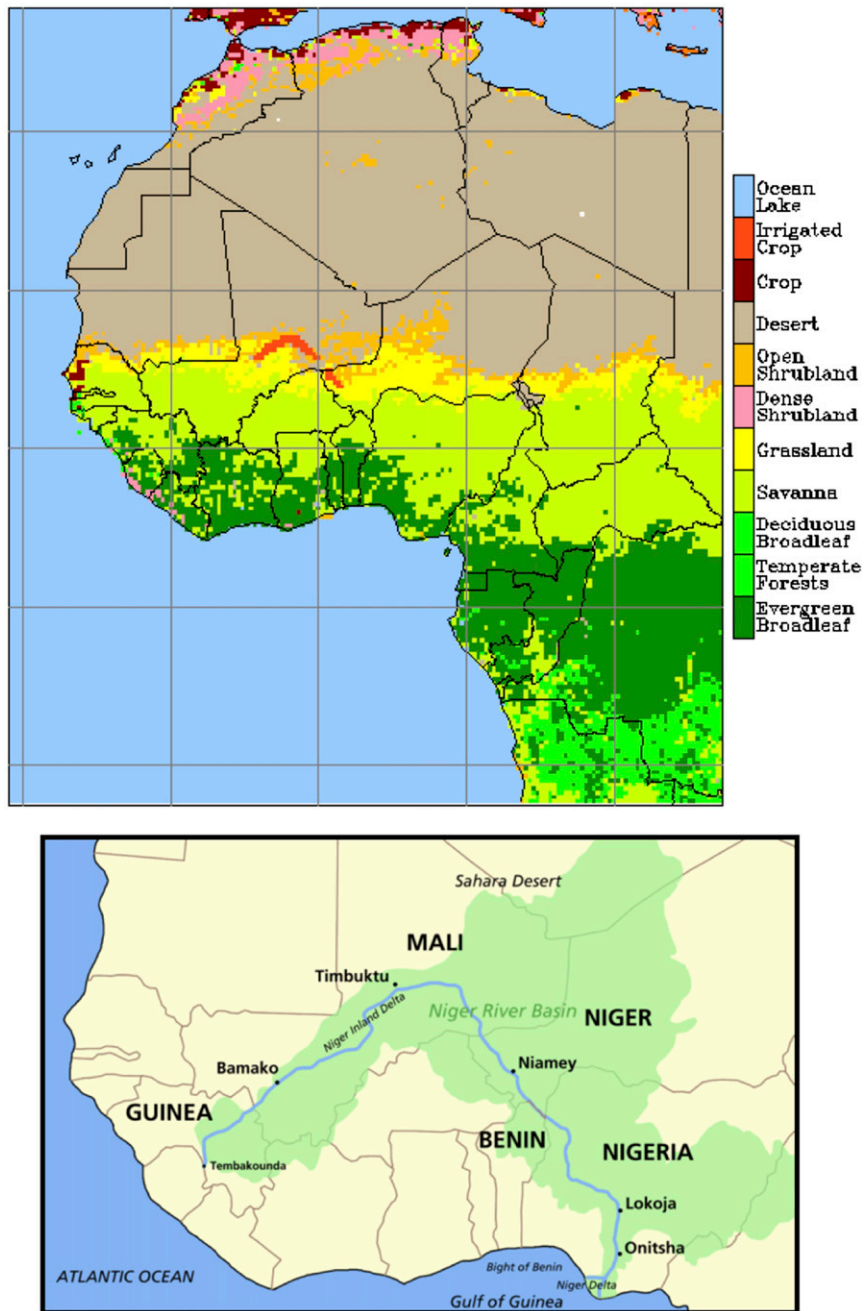 Ocean
Lake
Irrigated
Crop
Crop
Desert
Open
Shrubland
Dense
Shrubland
Grassland
Savanna
Deciduous
Broadleaf
Temperate
Forests
Evergreen
Broadleaf
Sahara Desert
MALI
Timbuktu
Niger Inland Delta
Niger River Basin
NIGER
Bamako
Niamey
GUINEA
BENIN
NIGERIA
Tembakounda
Lokoja
Onitsha
Bight of Benin
ATLANTIC OCEAN
Niger Delta
Gulf of Guinea